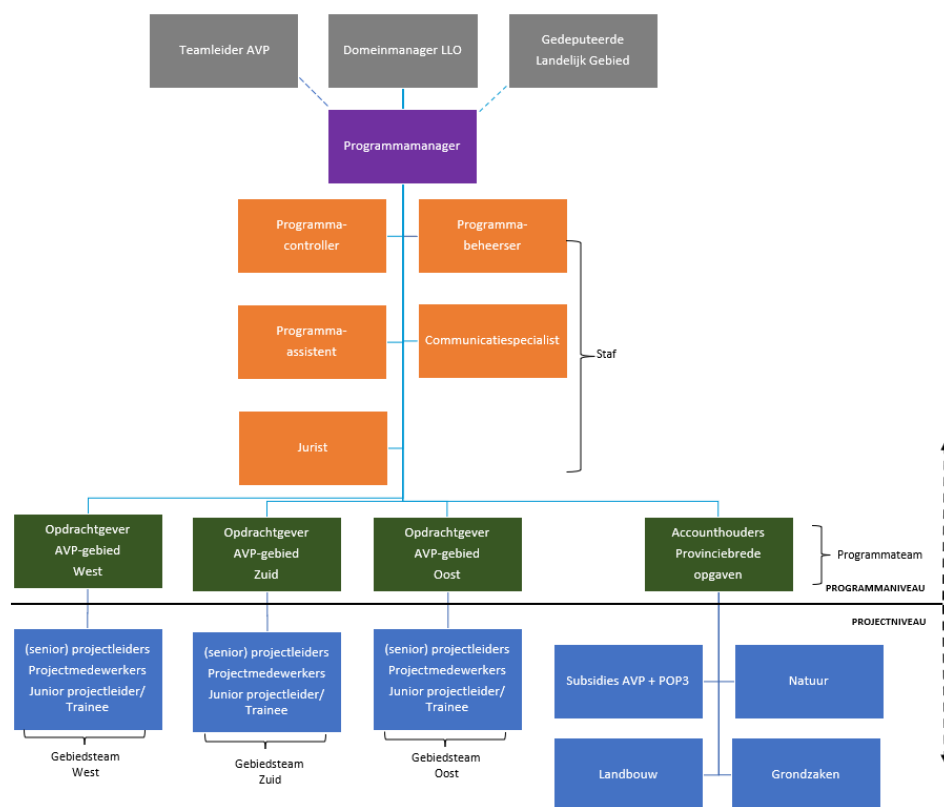 Teamleider AVP
Domeinmanager LLO
Gedeputeerde
Landelijk Gebied
Programmamanager
Programma-
controller
Programma-
beheerser
Programma-
assistent
Communicatiespecialist
Staf
Jurist
Opdrachtgever
AVP-gebied
West
Opdrachtgever
AVP-gebied
Zuid
Opdrachtgever
AVP-gebied
Oost
Accounthouders
Provinciebrede
opgaven
Programmateam
PROGRAMMANIVEAU
PROJECTNIVEAU
(senior) projectleiders
Projectmedewerkers
Junior projectleider/
Trainee
(senior) projectleiders
Projectmedewerkers
Junior projectleider/
Trainee
(senior) projectleiders
Projectmedewerkers
Junior projectleider/
Trainee
Subsidies AVP + POP3
Natuur
Gebiedsteam
West
Gebiedsteam
Zuid
Gebiedsteam
Oost
Landbouw
Grondzaken